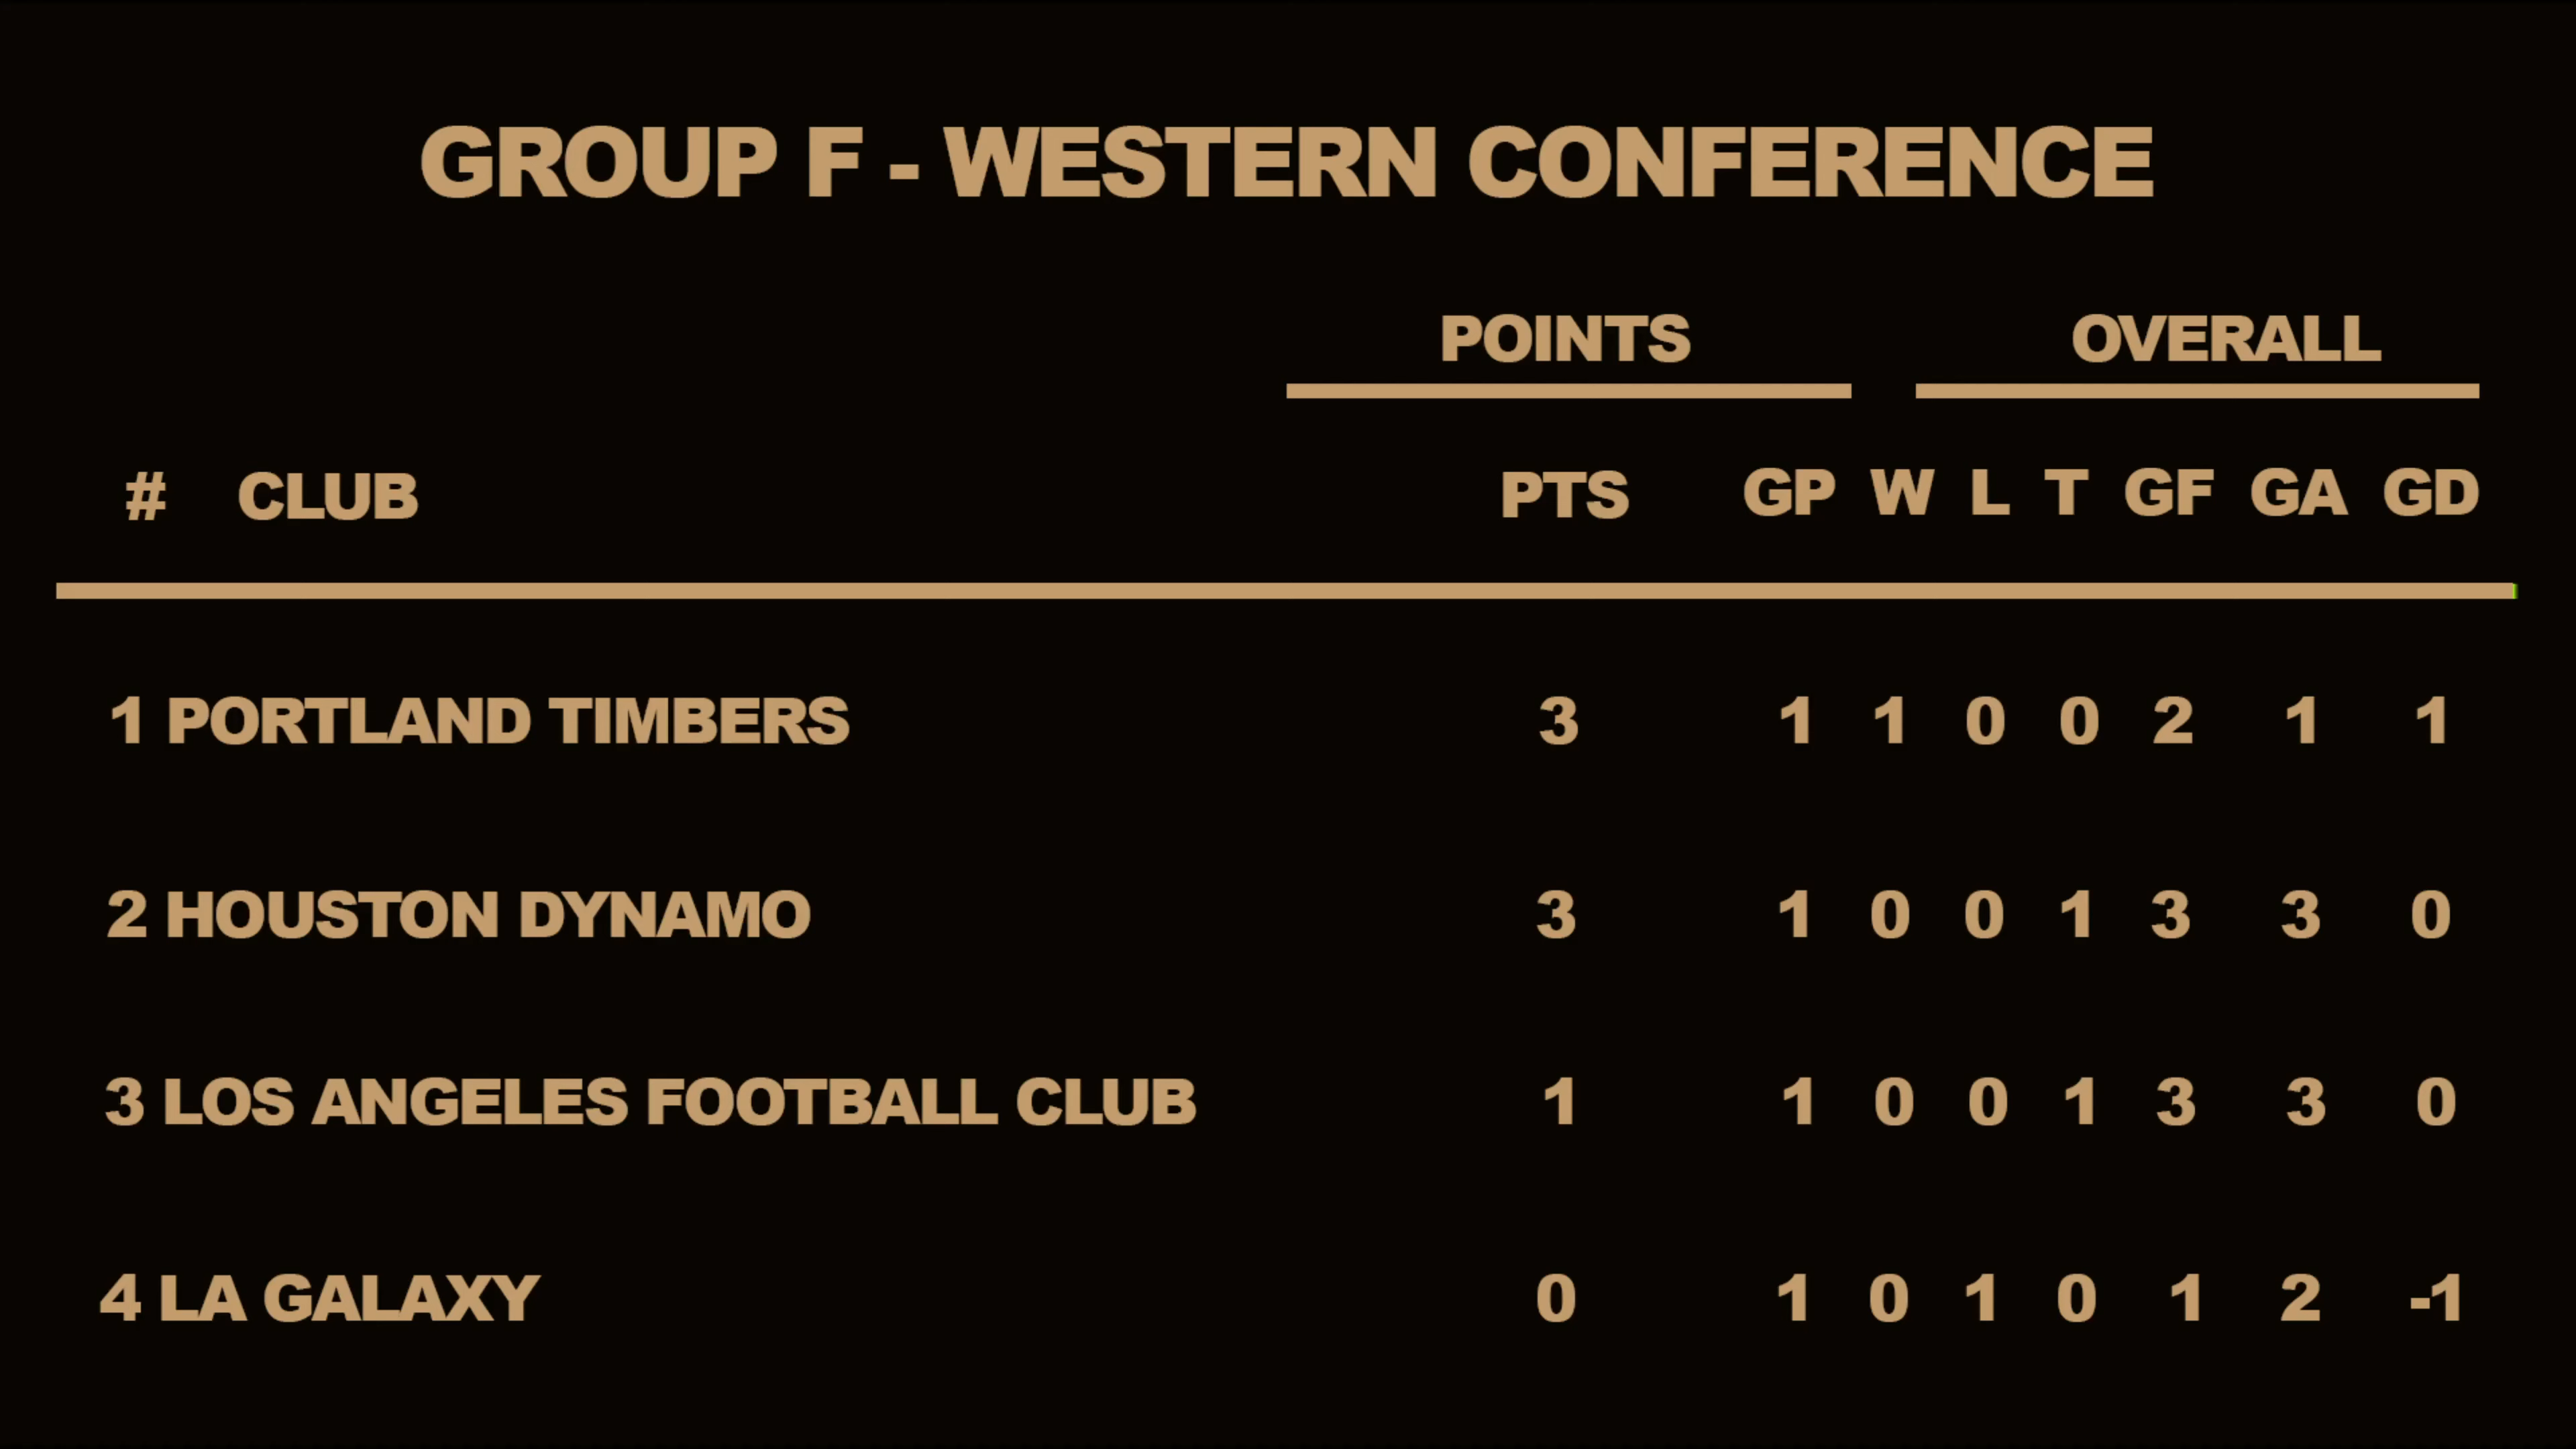 GROUP F - WESTERN CONFERENCE
POINTS OVERALL
# CLUB PTS GP W L T GF GA GD
1 PORTLAND TIMBERS 3 1 1 0 0 2 1 1
2 HOUSTON DYNAMO 3 1 0 0 1 3 3 0
3 LOS ANGELES FOOTBALL CLUB 1 1 0 0 1 3 3 0
4 LA GALAXY 0 1 0 1 0 1 2 -1